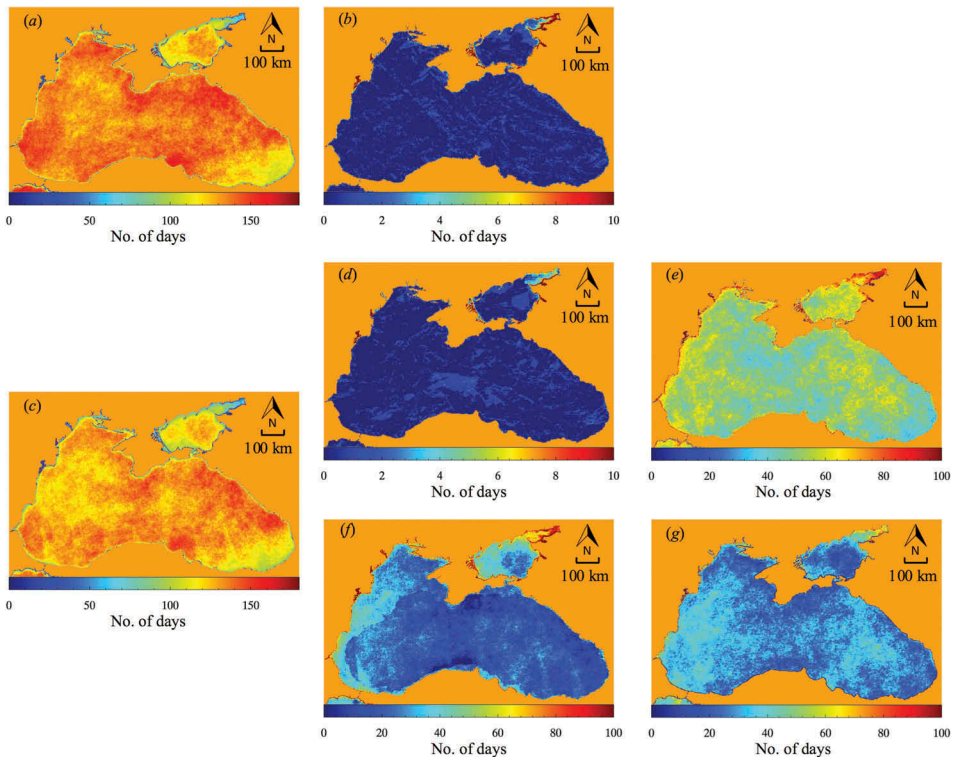 (a)
N
100 km
0 50 100 150
No. of days
(b)
N
100 km
0 2 4 6 8 10
No. of days
(c)
N
100 km
0 50 100 150
No. of days
(d)
N
100 km
0 2 4 6 8 10
No. of days
(e)
N
100 km
0 20 40 60 80 100
No. of days
(f)
N
100 km
0 20 40 60 80 100
No. of days
(g)
N
100 km
0 20 40 60 80 100
No. of days